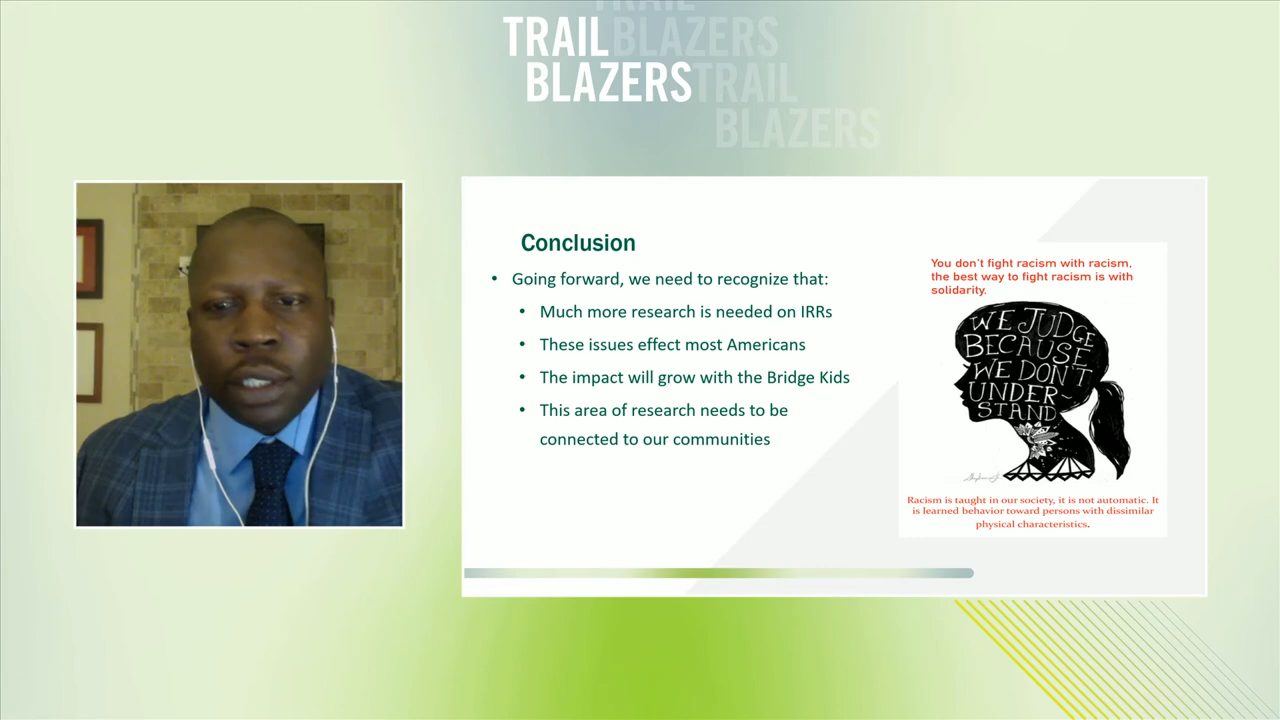 TRAIL
TRAIL BLAZERS
BLAZERS TRAIL
BLAZERS
Conclusion
• Going forward, we need to recognize that:
• Much more research is needed on IRRs
• These issues effect most Americans
• The impact will grow with the Bridge Kids
• This area of research needs to be
connected to our communities
You don't fight racism with racism,
the best way to fight racism is with
solidarity.
WE JUDGE
BECAUSE
WE DON'T
UNDER-
STAND
Racism is taught in our society, it is not automatic. It
is learned behavior toward persons with dissimilar
physical characteristics.